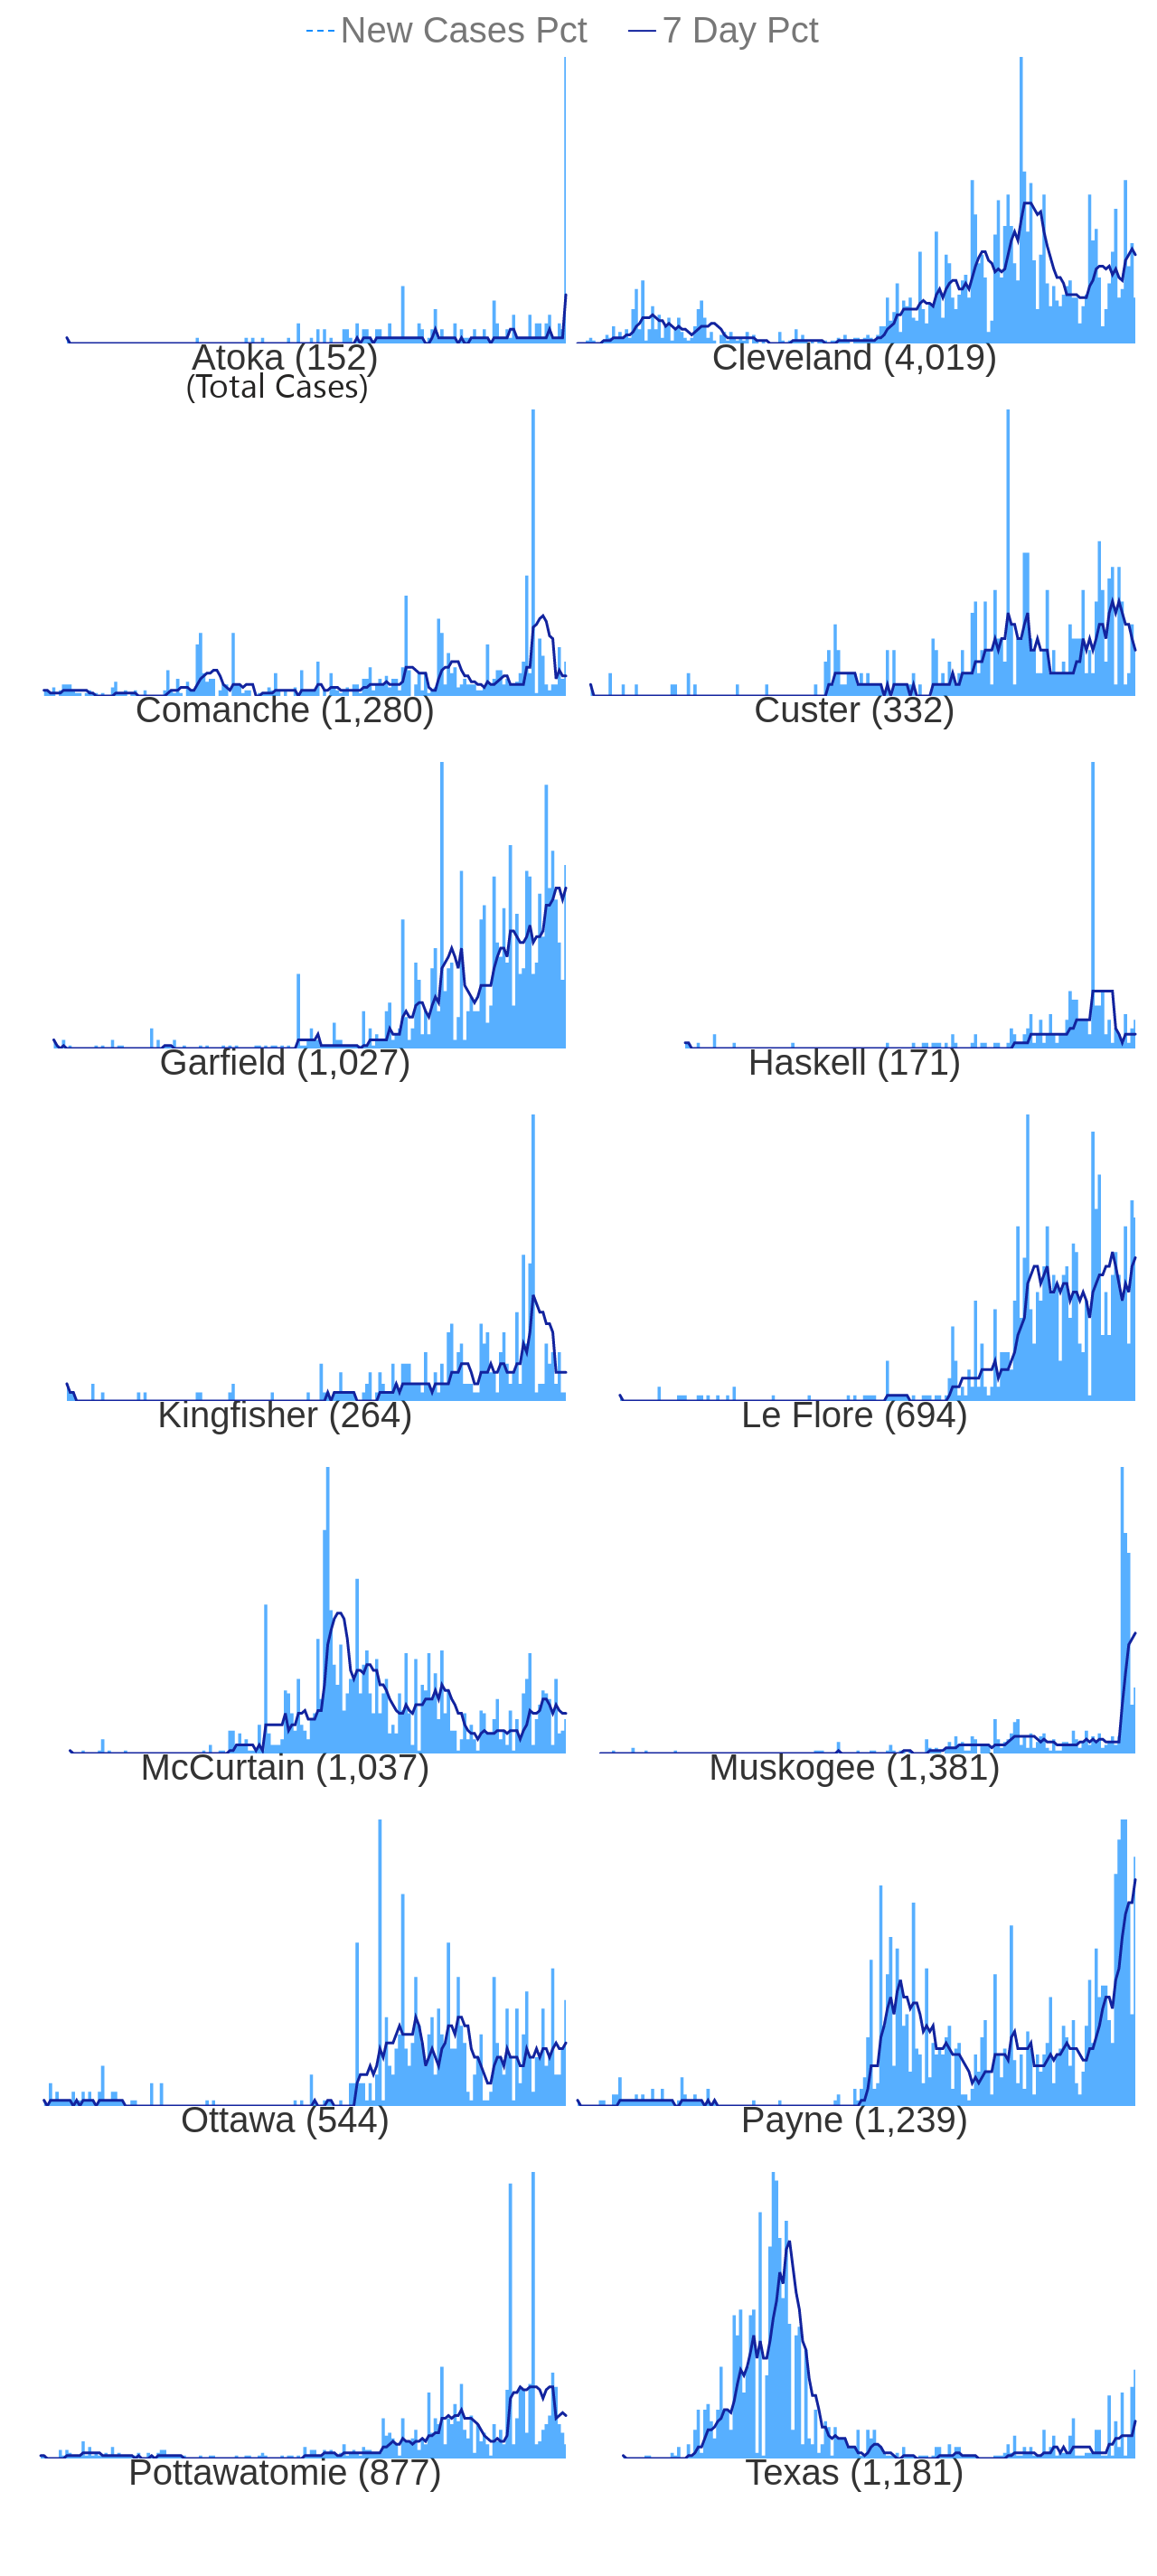 New Cases Pct 7 Day Pct
Atoka (152) Cleveland (4,019)
(Total Cases)
Comanche (1,280) Custer (332)
Garfield (1,027) Haskell (171)
Kingfisher (264) Le Flore (694)
McCurtain (1,037) Muskogee (1,381)
Ottawa (544) Payne (1,239)
Pottawatomie (877) Texas (1,181)